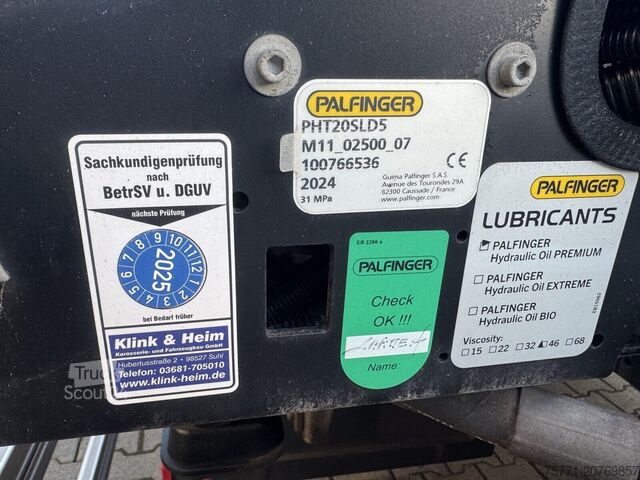 Sachkundigenprüfung
nach
BetrSV u. DGUV
nächste Prüfung
2025
1 2 3 4 5 6 7 8 9 10 11 12
bei Bedarf früher
Klink & Heim
Karosserie- und Fahrzeugbau GmbH
Hubertusstraße 2 • 98527 Suhl
Telefon: 03681-705010
www.klink-heim.de
PALFINGER
PHT20SLD5
M11_02500_07
100766536
2024
31 MPa
CE
Guima Palfinger S.A.S.
Avenue des Tourondes 29A
82300 Caussade / France
www.palfinger.com
EB 2266 a
PALFINGER
Check
OK !!!
Name:
PALFINGER
LUBRICANTS
PALFINGER
Hydraulic Oil PREMIUM
PALFINGER
Hydraulic Oil EXTREME
PALFINGER
Hydraulic Oil BIO
Viscosity:
15 22 32 46 68
Truck
Scout
75771-20769857